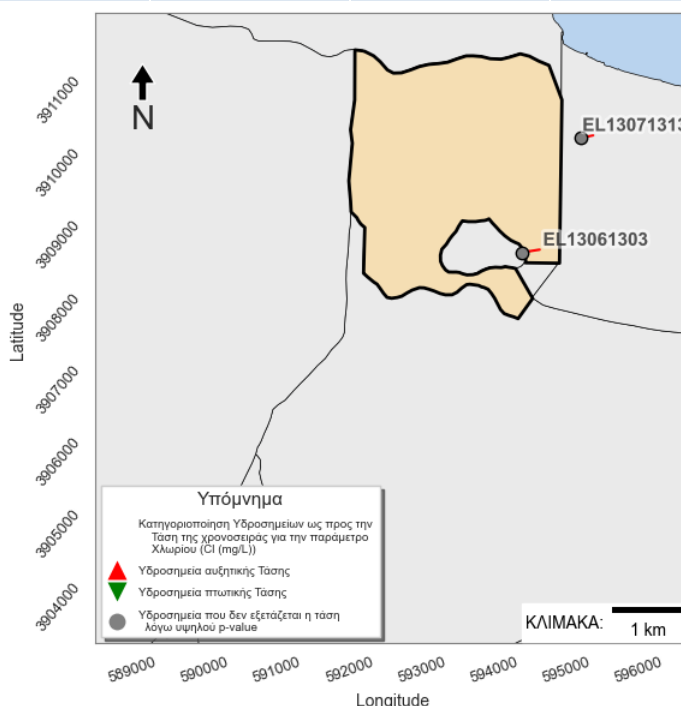 N
EL13071313
EL13061303
3911000
3910000
3909000
3908000
3907000
3906000
3905000
3904000
Latitude
Υπόμνημα
Κατηγοριοποίηση Υδροσημείων ως προς την
Τάση της χρονοσειράς για την παράμετρο
Χλωρίου (Cl (mg/L))
Υδροσημεία αυξητικής Τάσης
Υδροσημεία πτωτικής Τάσης
Υδροσημεία που δεν εξετάζεται η τάση
λόγω υψηλού p-value
ΚΛΙΜΑΚΑ:
1 km
589000
590000
591000
592000
593000
594000
595000
596000
Longitude